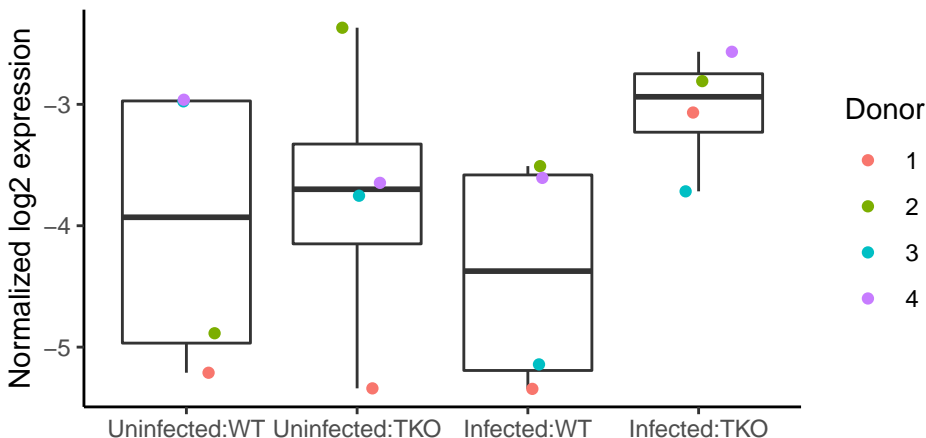 Normalized log2 expression
−3
−4
−5
Uninfected:WT
Uninfected:TKO
Infected:WT
Infected:TKO
Donor
1
2
3
4